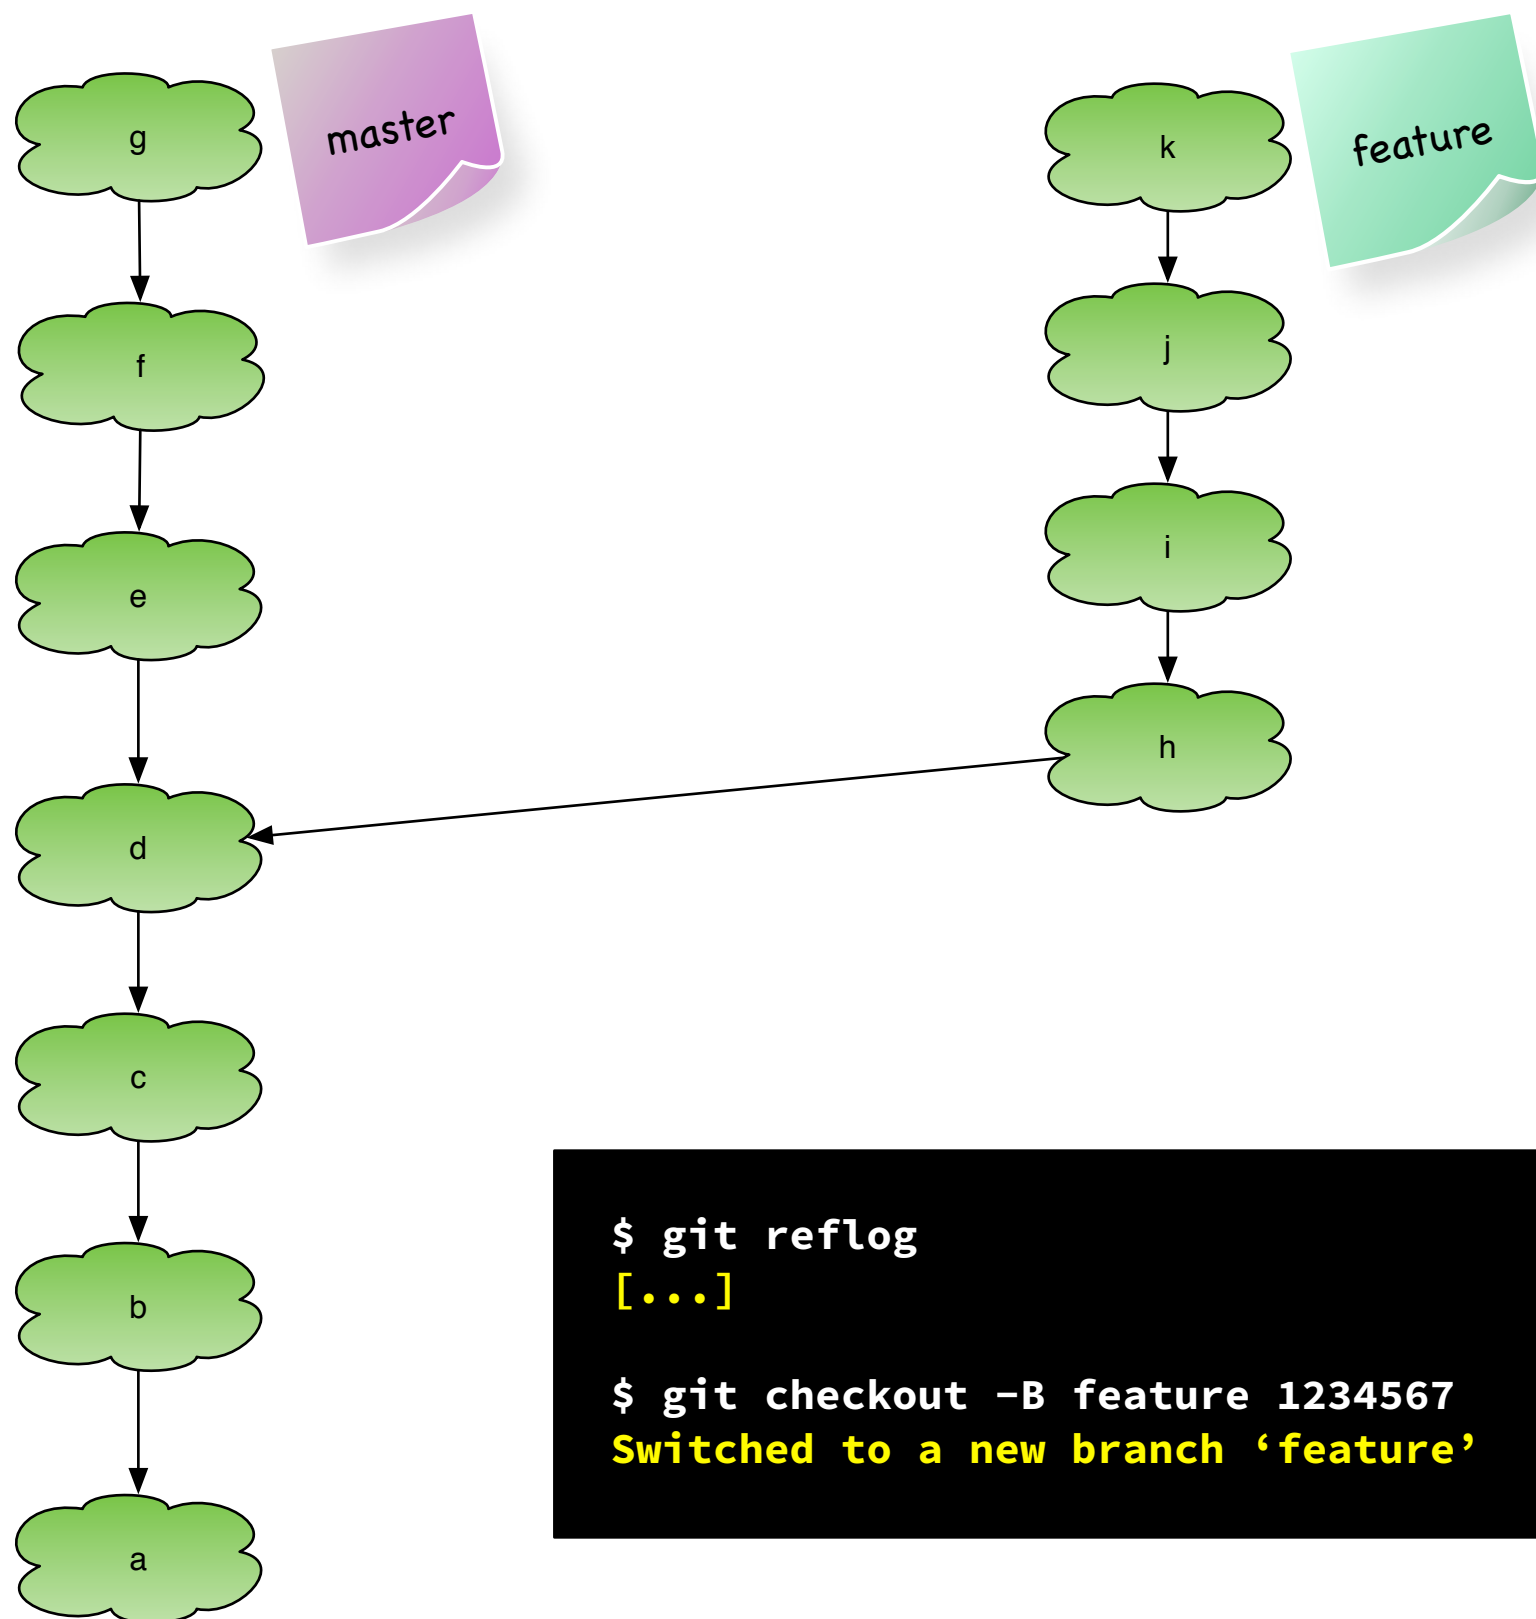 g
master
f
e
d
c
b
a
k
feature
j
i
h
$ git reflog
[...]
$ git checkout –B feature 1234567
Switched to a new branch ‘feature’